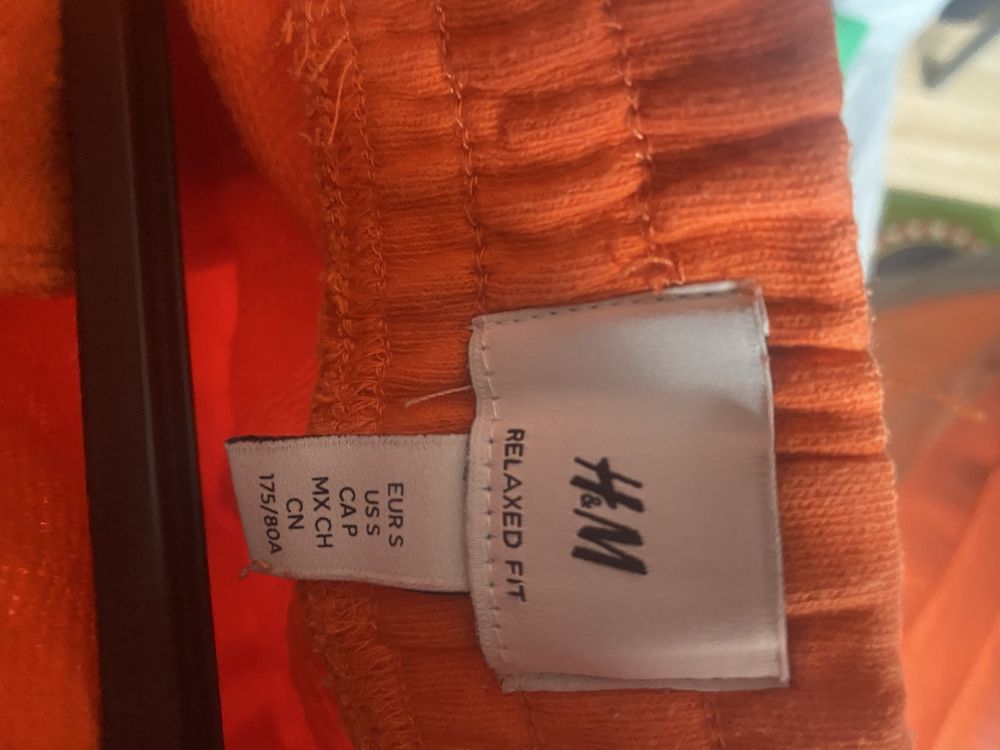 H&M
RELAXED FIT
EUR S
US S
CA P
MX CH
CN
175/80A